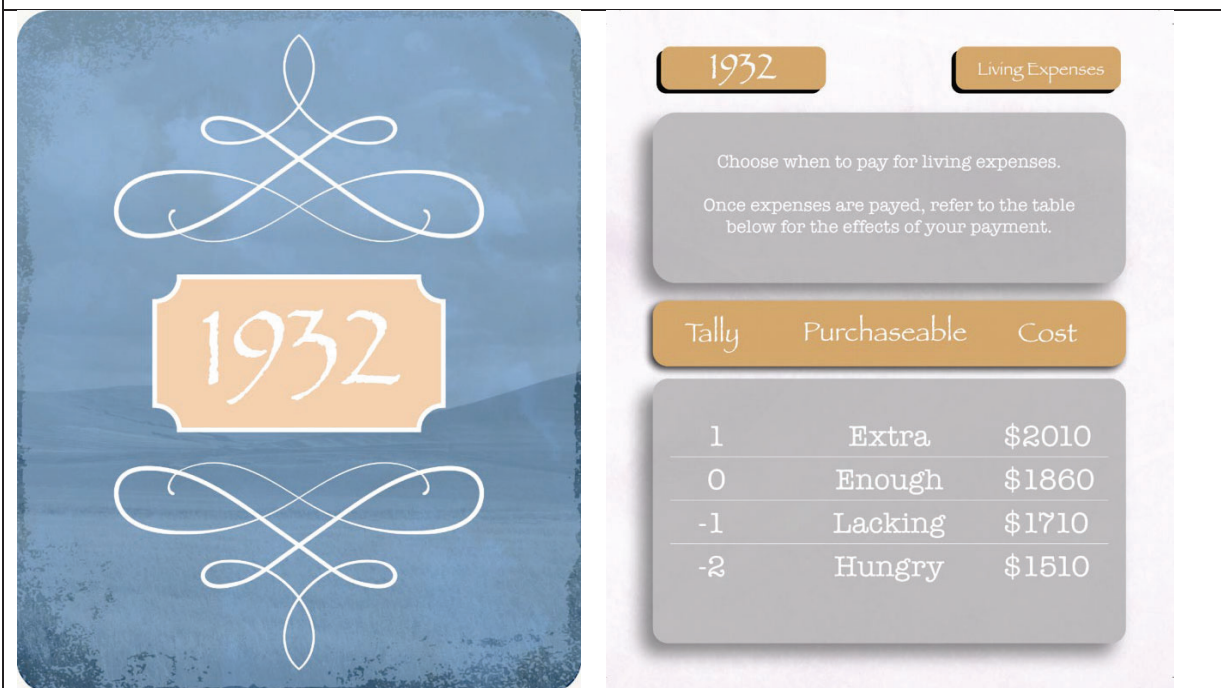 1932
1932
Living Expenses
Choose when to pay for living expenses.
Once expenses are payed, refer to the table
below for the effects of your payment.
Tally Purchaseable Cost
1 Extra $2010
0 Enough $1860
-1 Lacking $1710
-2 Hungry $1510